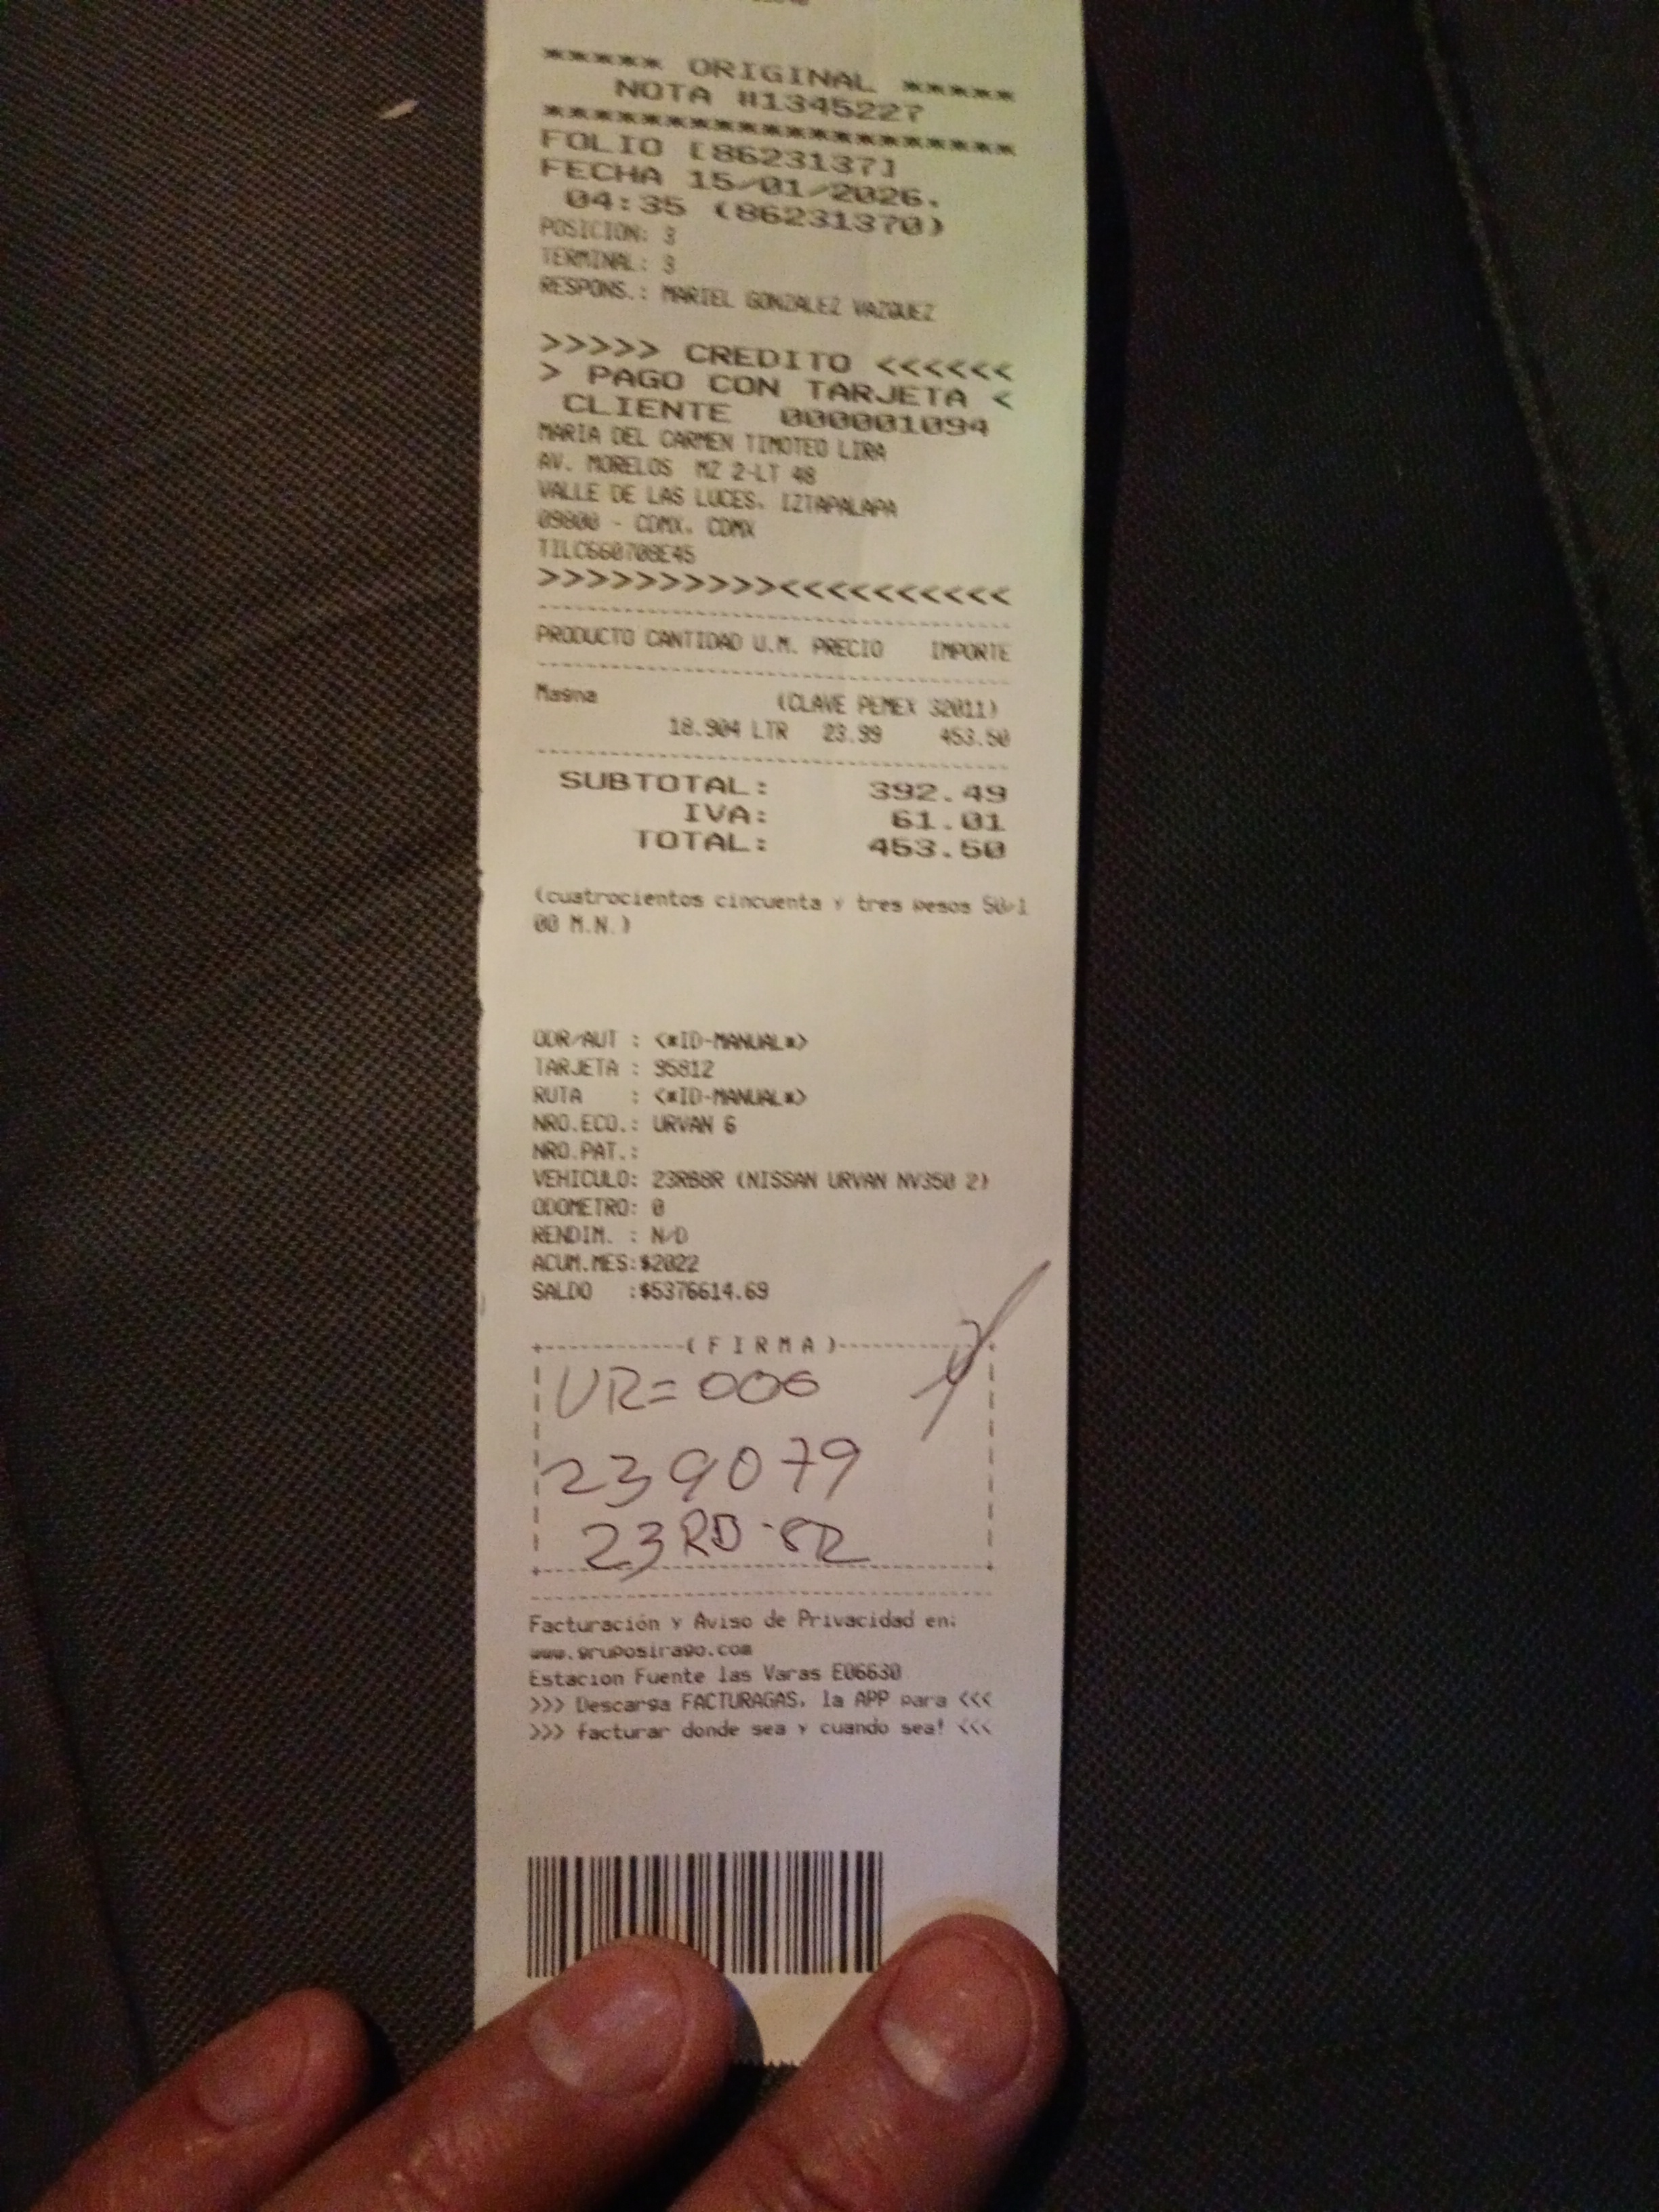 ***** ORIGINAL *****
NOTA #1345227
********************
FOLIO [8623137]
FECHA 15/01/2026.
04:35 (86231370)
POSICION: 3
TERMINAL: 3
RESPONS.: MARIEL GONZALEZ VAZQUEZ
>>>>> CREDITO <<<<<<
> PAGO CON TARJETA <
CLIENTE 000001094
MARIA DEL CARMEN TIMOTEO LIRA
AV. MORELOS MZ 2-LT 48
VALLE DE LAS LUCES, IZTAPALAPA
09800 - CDMX, CDMX
TILC660708E45
>>>>>>>>>><<<<<<<<<<
PRODUCTO CANTIDAD U.M. PRECIO IMPORTE
Magna (CLAVE PEMEX 32011)
18.904 LTR 23.99 453.50
SUBTOTAL: 392.49
IVA: 61.01
TOTAL: 453.50
(cuatrocientos cincuenta y tres pesos 50/1
00 M.N.)
ODR/AUT : <*ID-MANUAL*>
TARJETA : 95812
RUTA : <*ID-MANUAL*>
NRO.ECO.: URVAN 6
NRO.PAT.:
VEHICULO: 23RB8R (NISSAN URVAN NV350 2)
ODOMETRO: 0
RENDIM. : N/D
ACUM.MES:$2022
SALDO :$5376614.69
(FIRMA)
UR=006
239079
23RB-8R
Facturación y Aviso de Privacidad en:
www.gruposirago.com
Estacion Fuente las Varas E06630
>>> Descarga FACTURAGAS, la APP para <<<
>>> facturar donde sea y cuando sea! <<<